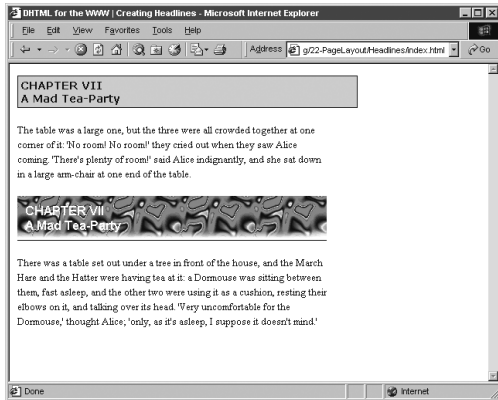 DHTML for the WWW | Creating Headlines - Microsoft Internet Explorer
File Edit View Favorites Tools Help
Address g/22-PageLayout/Headlines/index.html Go
CHAPTER VII
A Mad Tea-Party
The table was a large one, but the three were all crowded together at one
corner of it: 'No room! No room!' they cried out when they saw Alice
coming. 'There's plenty of room!' said Alice indignantly, and she sat down
in a large arm-chair at one end of the table.
CHAPTER VII
A Mad Tea-Party
There was a table set out under a tree in front of the house, and the March
Hare and the Hatter were having tea at it: a Dormouse was sitting between
them, fast asleep, and the other two were using it as a cushion, resting their
elbows on it, and talking over its head. 'Very uncomfortable for the
Dormouse,' thought Alice; 'only, as it's asleep, I suppose it doesn't mind.'
Done Internet